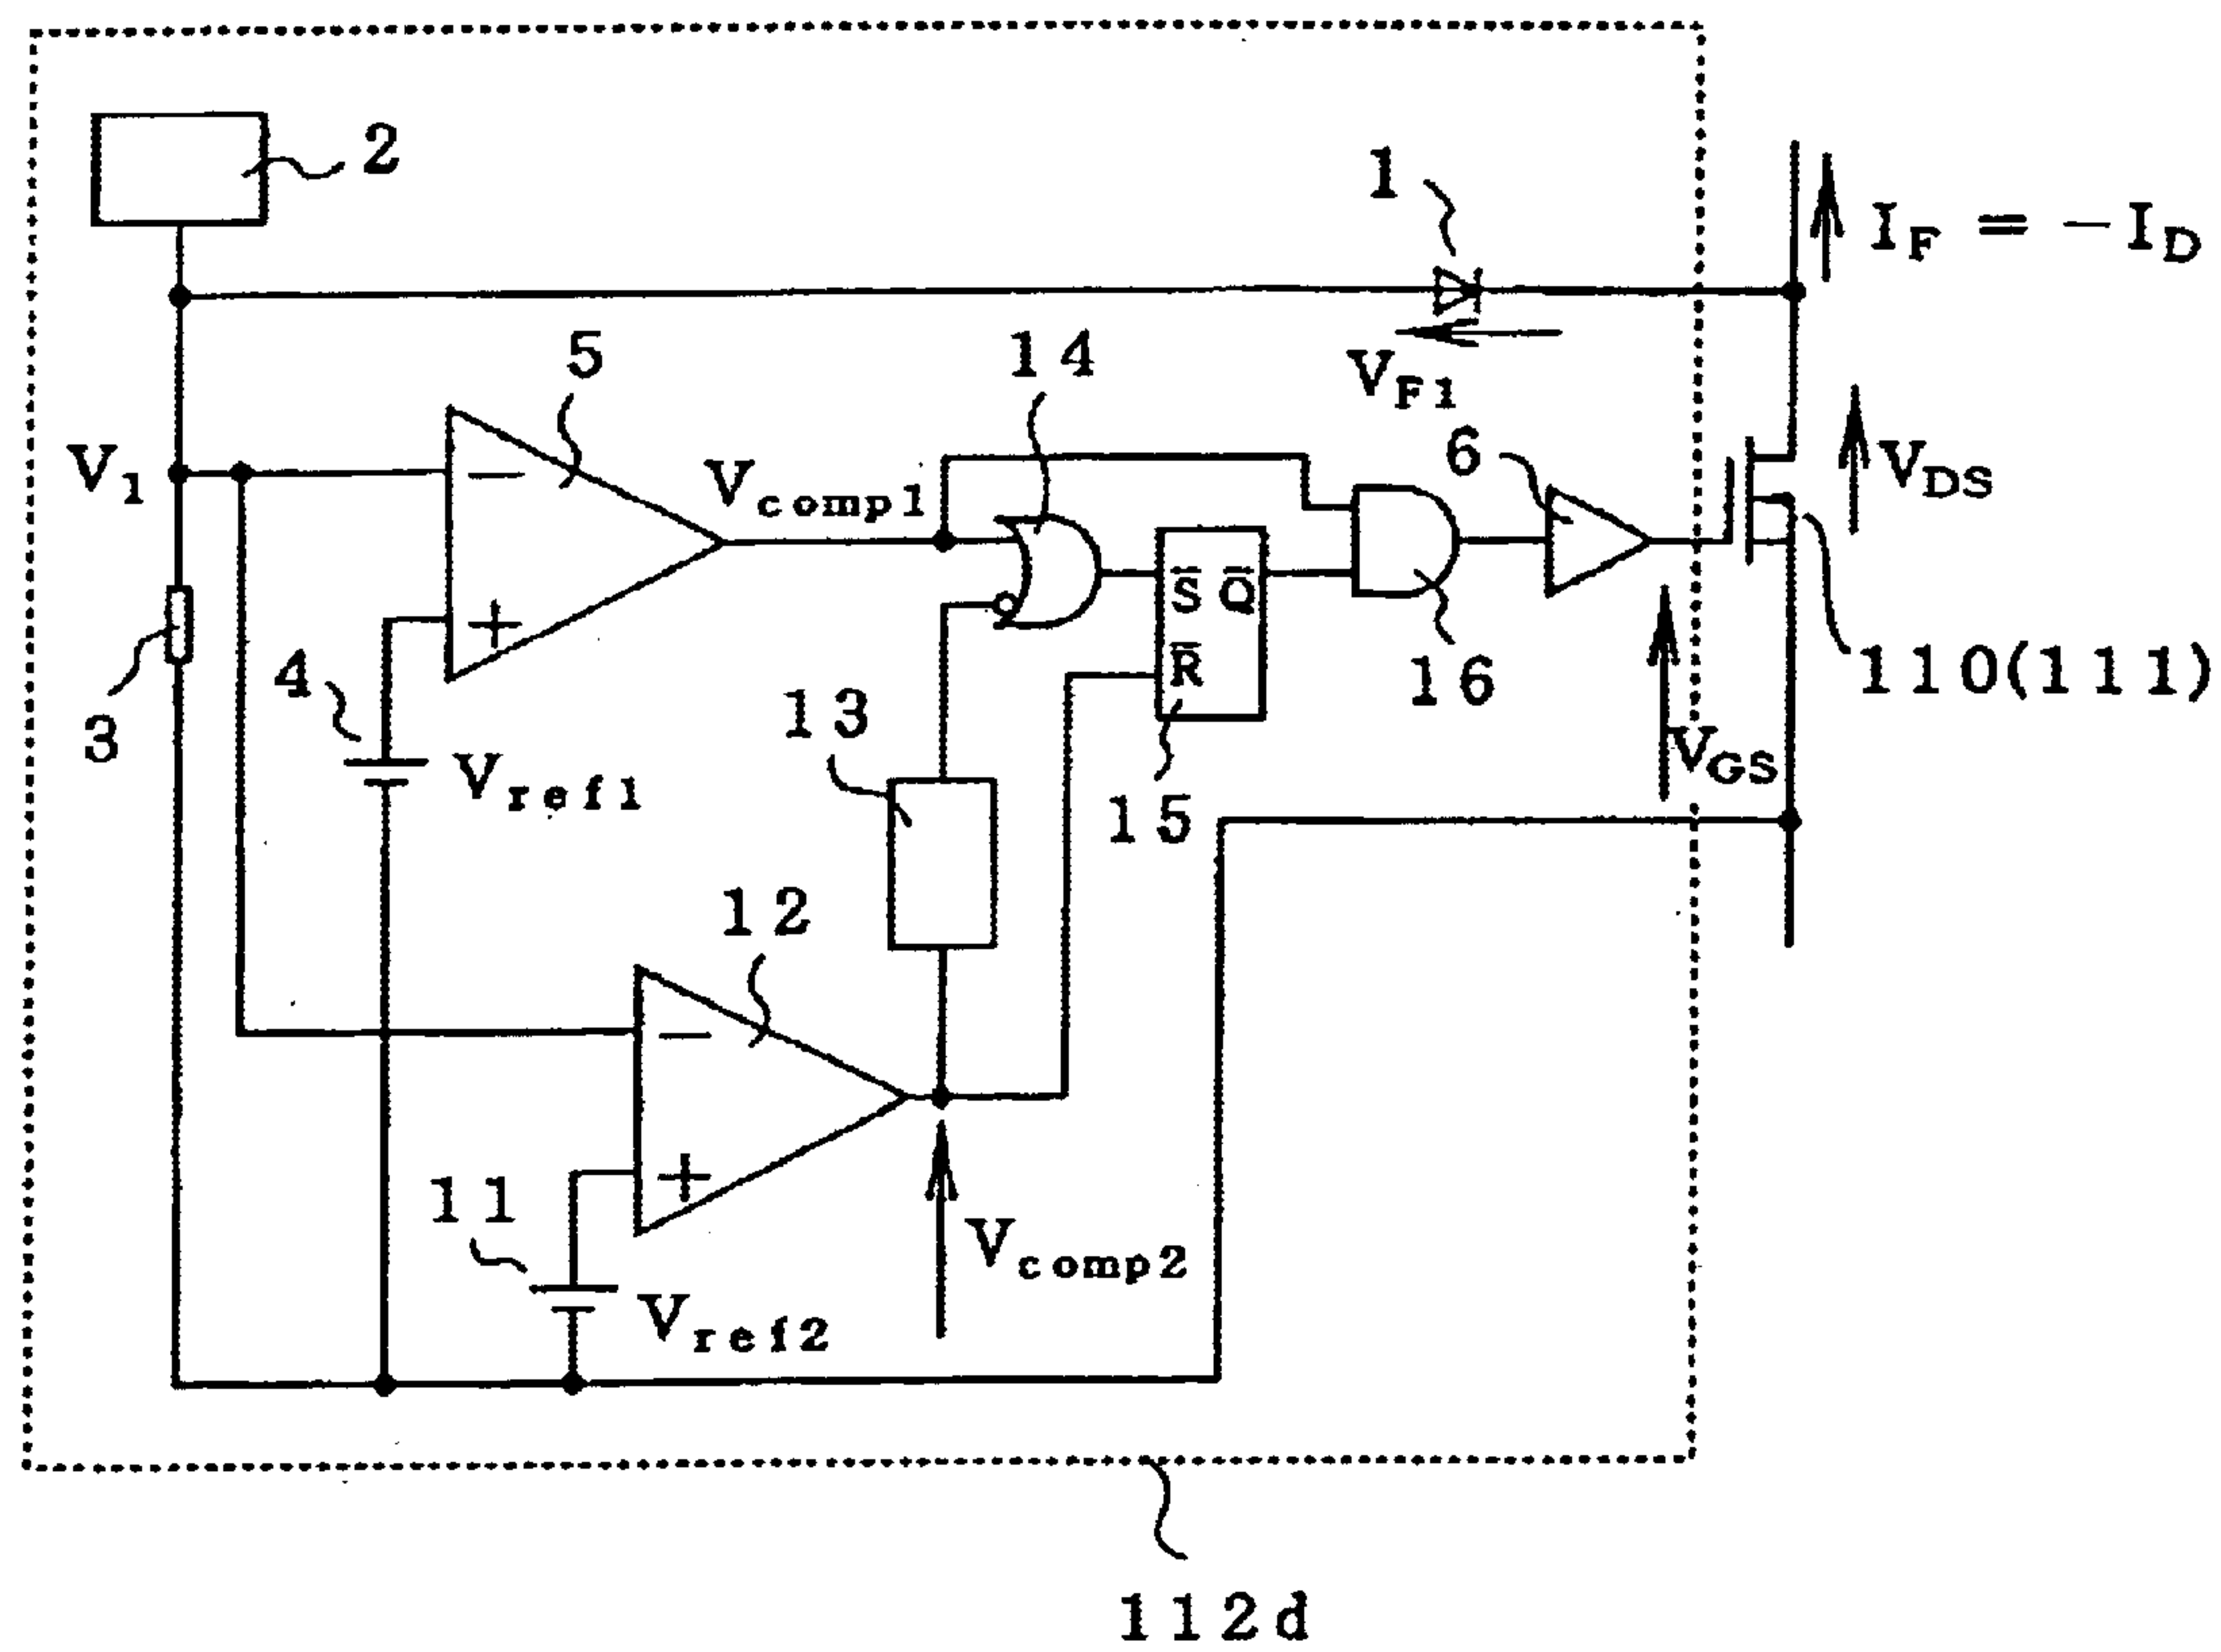 2
1
I_F = −I_D
5
14
V_F1
6
V_1
V_comp1
V_DS
−
+
S̄ Q̄
R̄
3
4
13
16
110(111)
V_ref1
15
V_GS
12
−
+
11
V_comp2
V_ref2
112d